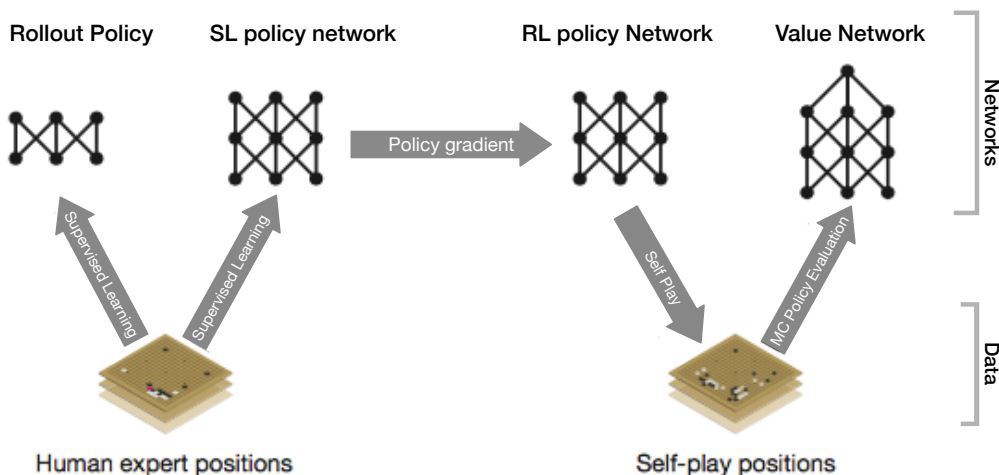 Rollout Policy
SL policy network
RL policy Network
Value Network
Networks
Policy gradient
Supervised Learning
Supervised Learning
Self Play
MC Policy Evaluation
Data
Human expert positions
Self-play positions